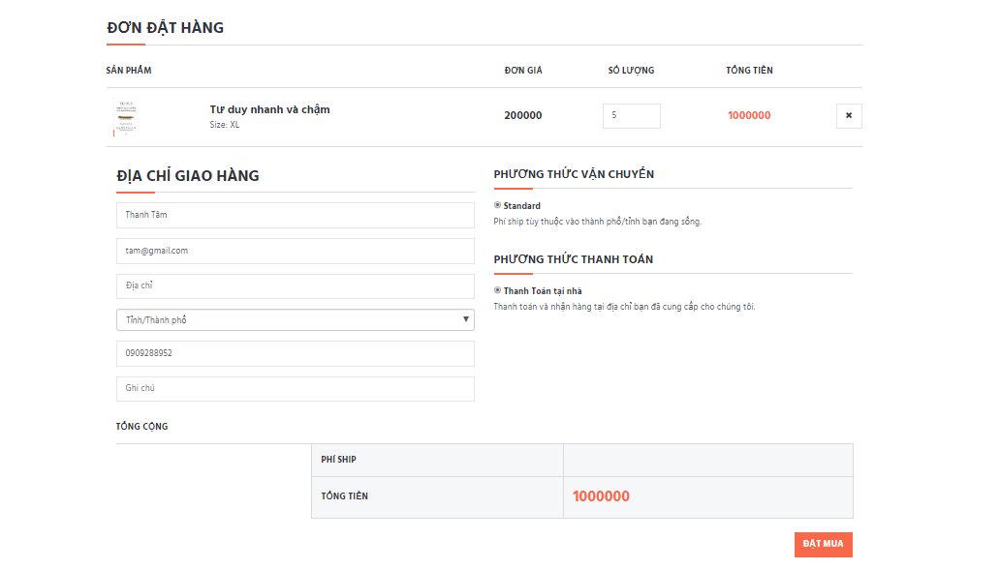 ĐƠN ĐẶT HÀNG
SẢN PHẨM ĐƠN GIÁ SỐ LƯỢNG TỔNG TIỀN
Tư duy nhanh và chậm 200000 5 1000000 ×
Size: XL
ĐỊA CHỈ GIAO HÀNG
Thanh Tâm
tam@gmail.com
Địa chỉ
Tỉnh/Thành phố
0909288952
Ghi chú
PHƯƠNG THỨC VẬN CHUYỂN
Standard
Phí ship tùy thuộc vào thành phố/tỉnh bạn đang sống.
PHƯƠNG THỨC THANH TOÁN
Thanh Toán tại nhà
Thanh toán và nhận hàng tại địa chỉ bạn đã cung cấp cho chúng tôi.
TỔNG CỘNG
PHÍ SHIP
TỔNG TIỀN 1000000
ĐẶT MUA